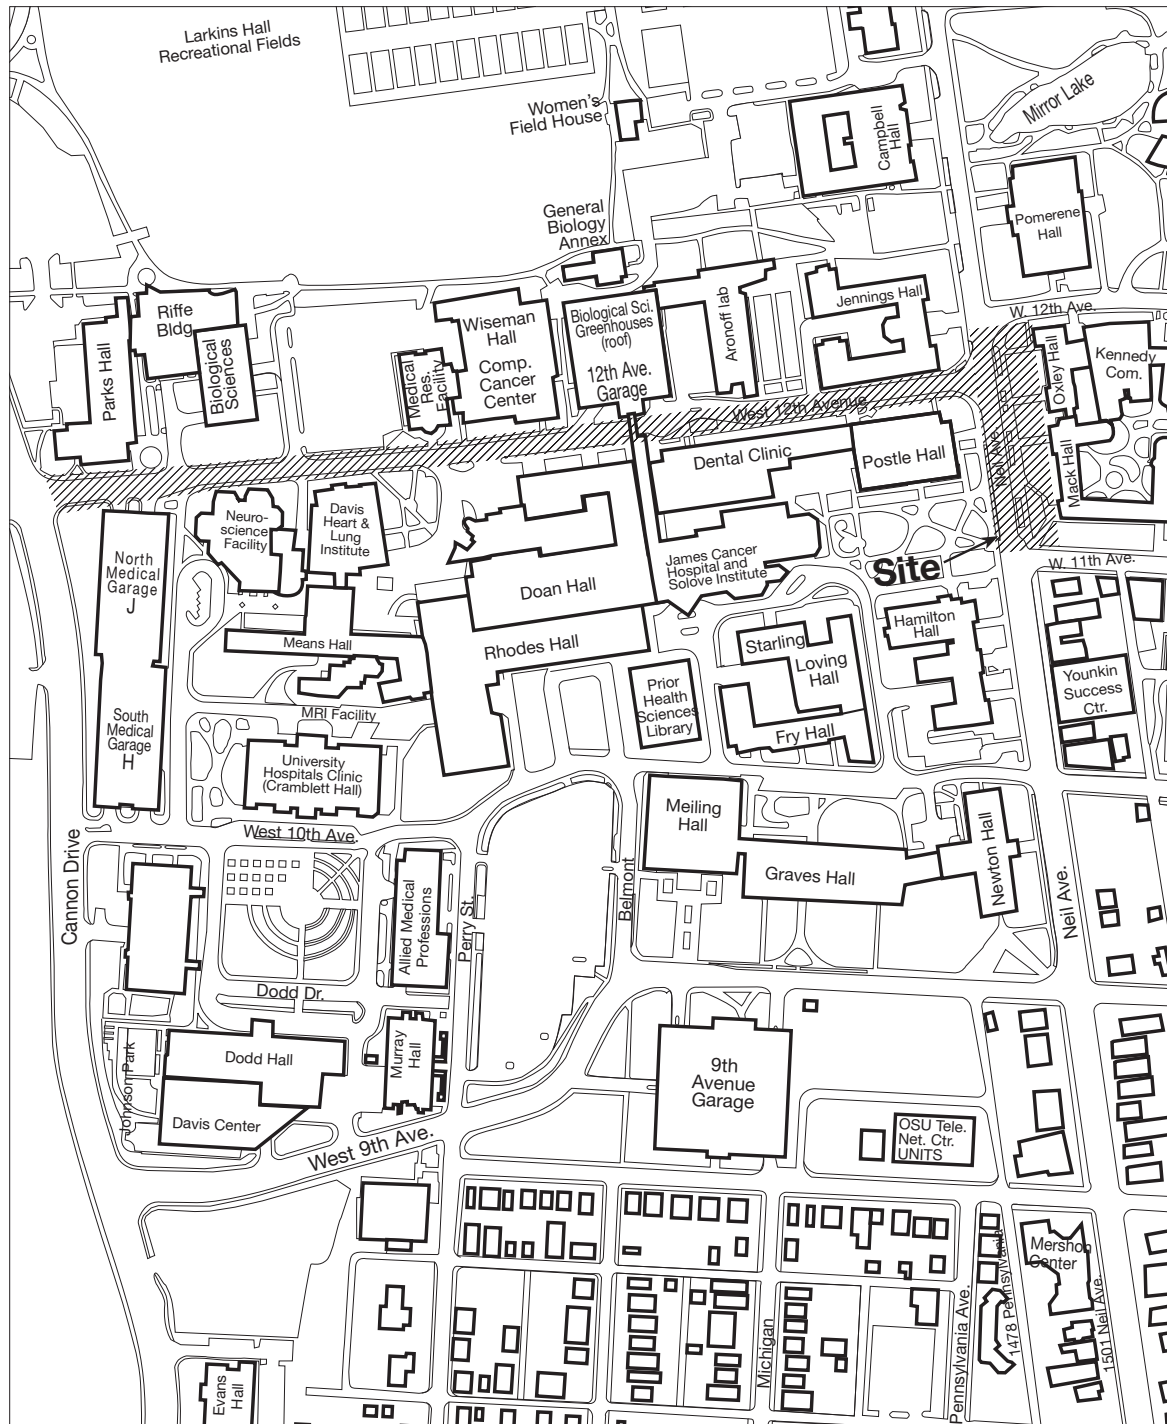 Larkins Hall
Recreational Fields
Women's
Field House
Campbell
Hall
Mirror Lake
Pomerene
Hall
General
Biology
Annex
W. 12th Ave.
Riffe
Bldg.
Parks Hall
Biological
Sciences
Medical
Res.
Facility
Wiseman
Hall
Comp.
Cancer
Center
Biological Sci.
Greenhouses
(roof)
12th Ave.
Garage
Aronoff lab
Jennings Hall
Oxley Hall
Kennedy
Com.
West 12th Avenue
Neil Ave.
Mack Hall
Dental Clinic
Postle Hall
Neuro-
science
Facility
Davis
Heart &
Lung
Institute
North
Medical
Garage
J
Doan Hall
James Cancer
Hospital and
Solove Institute
Site
W. 11th Ave.
Means Hall
Rhodes Hall
Starling
Loving
Hall
Hamilton
Hall
Younkin
Success
Ctr.
MRI Facility
Prior
Health
Sciences
Library
Fry Hall
South
Medical
Garage
H
University
Hospitals Clinic
(Cramblett Hall)
West 10th Ave.
Meiling
Hall
Graves Hall
Newton Hall
Cannon Drive
Allied Medical
Professions
Perry St.
Belmont
Neil Ave.
Dodd Dr.
Dodd Hall
Murray
Hall
Johnson Park
Davis Center
9th
Avenue
Garage
OSU Tele.
Net. Ctr.
UNITS
West 9th Ave.
Mershon
Center
1478 Pennsylvania
1501 Neil Ave.
Michigan
Pennsylvania Ave.
Evans
Hall